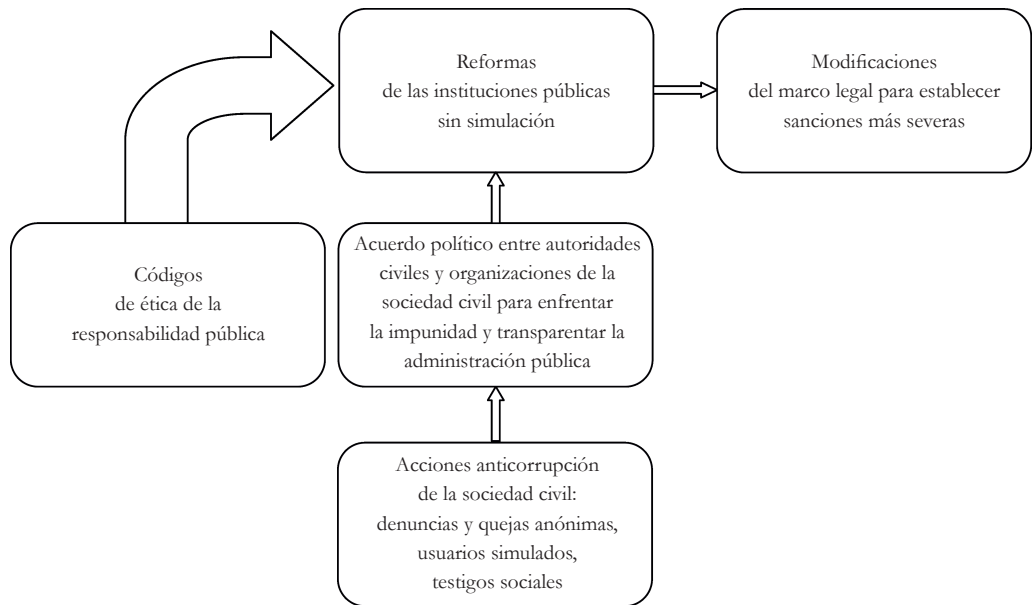 Reformas
de las instituciones públicas
sin simulación
Modificaciones
del marco legal para establecer
sanciones más severas
Códigos
de ética de la
responsabilidad pública
Acuerdo político entre autoridades
civiles y organizaciones de la
sociedad civil para enfrentar
la impunidad y transparentar la
administración pública
Acciones anticorrupción
de la sociedad civil:
denuncias y quejas anónimas,
usuarios simulados,
testigos sociales